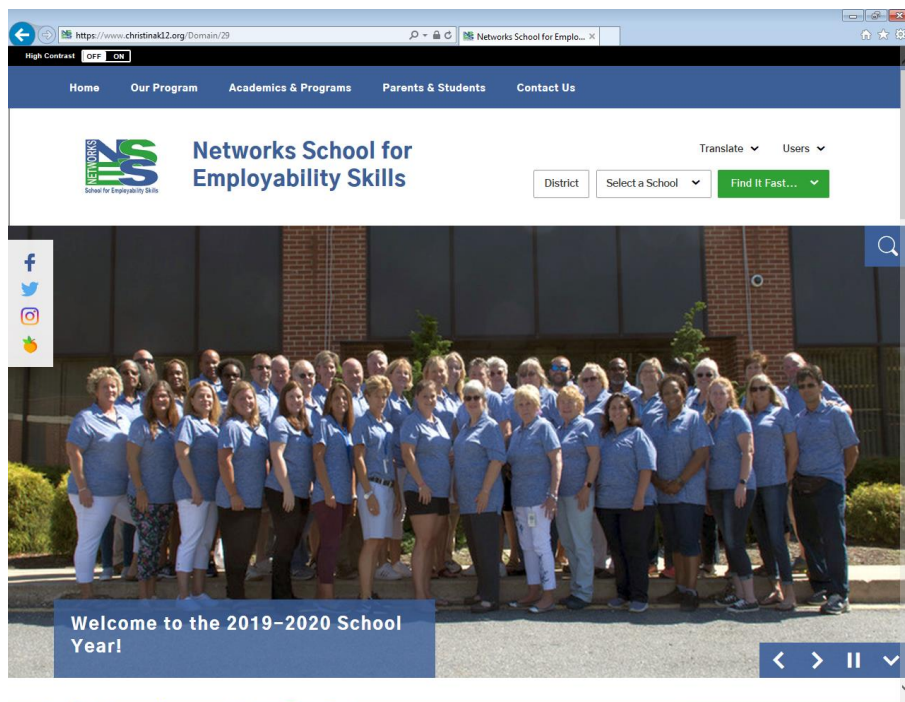 https://www.christinak12.org/Domain/29
Networks School for Emplo...
High Contrast OFF ON
Home Our Program Academics & Programs Parents & Students Contact Us
NETWORKS
NSES
School for Employability Skills
Networks School for
Employability Skills
Translate Users
District Select a School Find It Fast...
Welcome to the 2019-2020 School
Year!